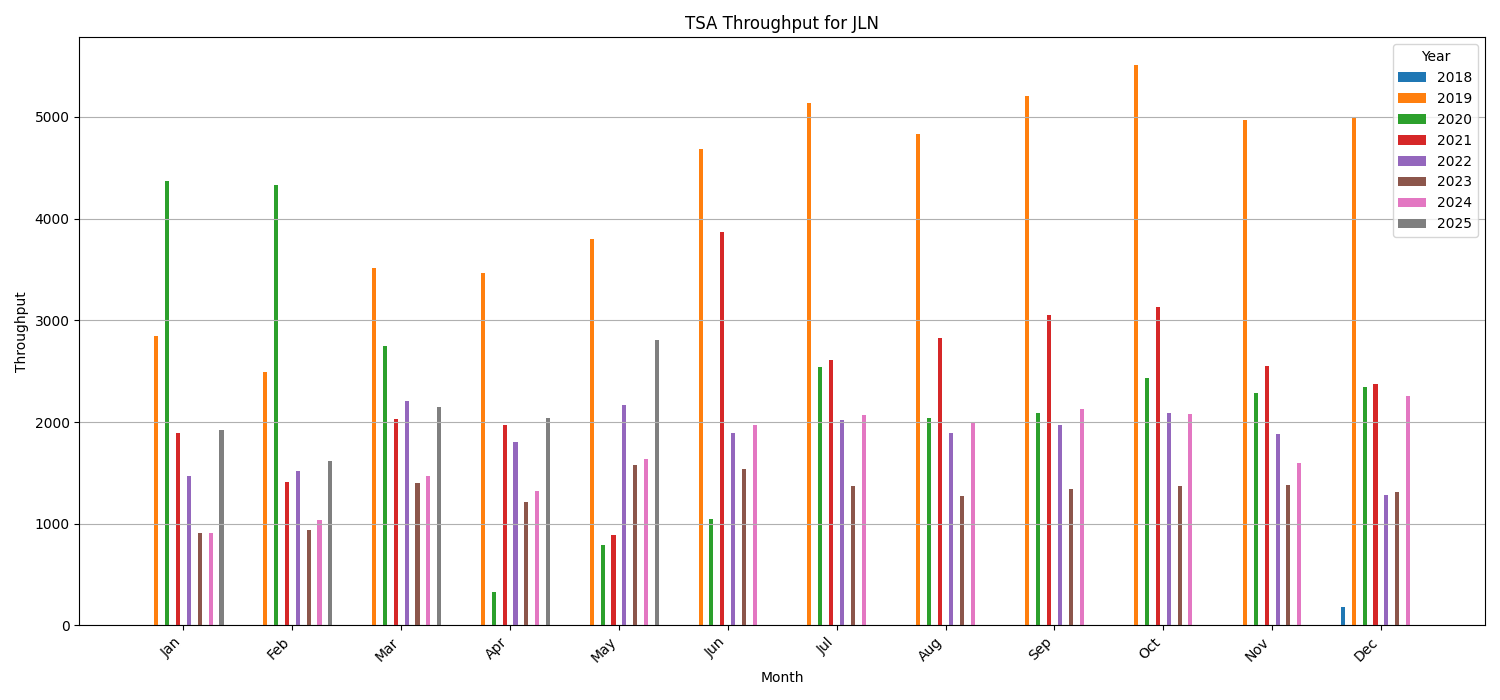 TSA Throughput for JLN
Throughput
5000
4000
3000
2000
1000
0
Jan
Feb
Mar
Apr
May
Jun
Jul
Aug
Sep
Oct
Nov
Dec
Month
Year
2018
2019
2020
2021
2022
2023
2024
2025